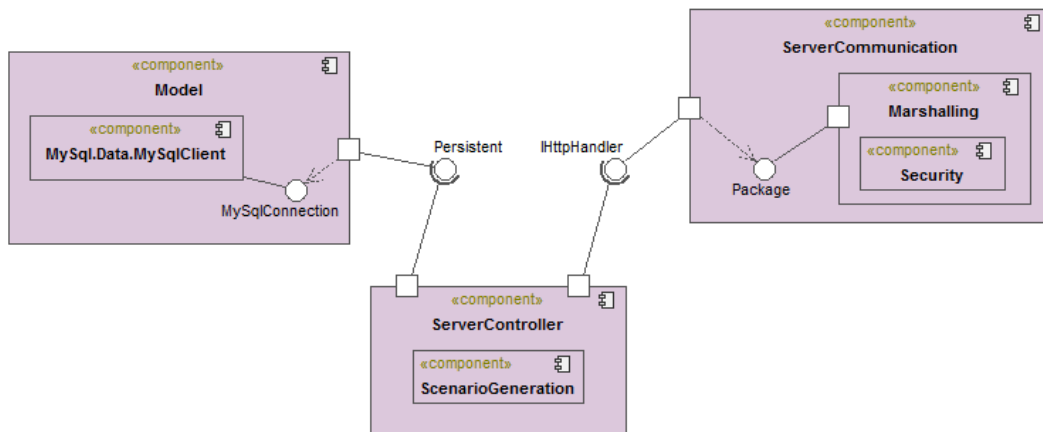 «component»
Model
«component»
MySql.Data.MySqlClient
MySqlConnection
Persistent
IHttpHandler
«component»
ServerCommunication
«component»
Marshalling
«component»
Security
Package
«component»
ServerController
«component»
ScenarioGeneration